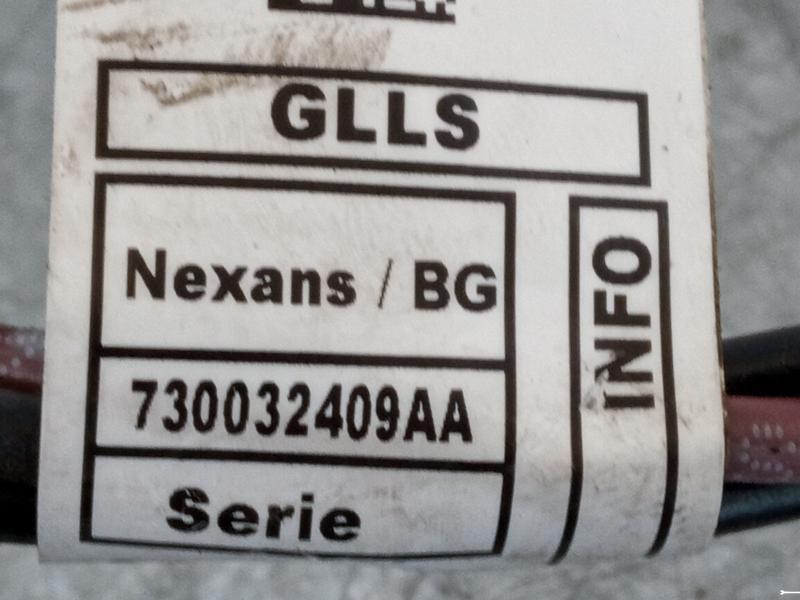 GLLS
Nexans / BG
INFO
730032409AA
Serie